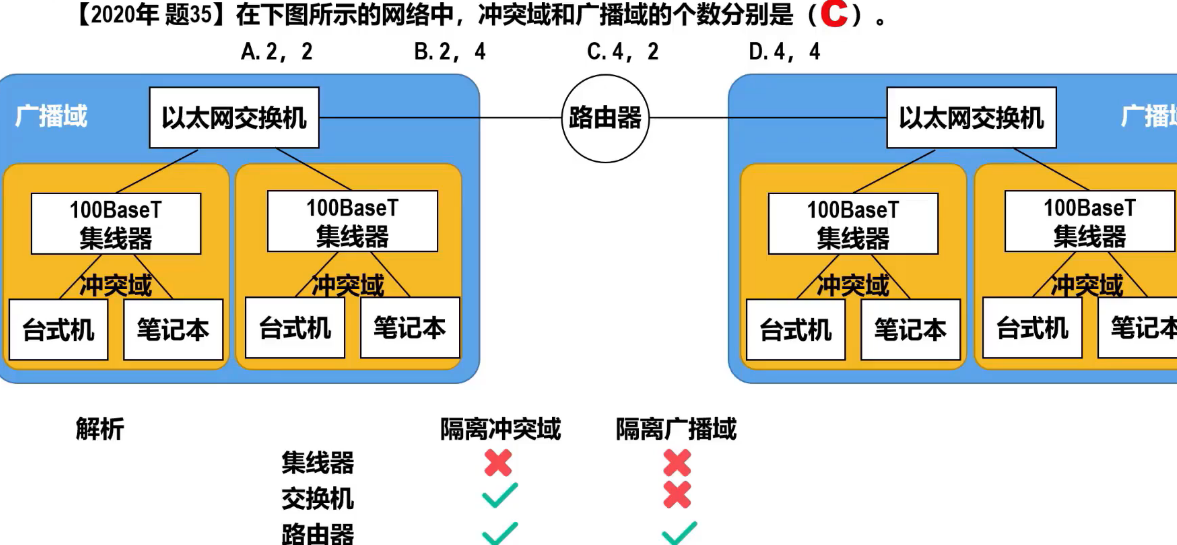 【2020年 题35】在下图所示的网络中，冲突域和广播域的个数分别是（C）。
A. 2，2 B. 2，4 C. 4，2 D. 4，4
广播域 以太网交换机 路由器 以太网交换机 广播
100BaseT 100BaseT 100BaseT 100BaseT
集线器 集线器 集线器 集线器
冲突域 冲突域 冲突域 冲突域
台式机 笔记本 台式机 笔记本 台式机 笔记本 台式机 笔记本
解析 隔离冲突域 隔离广播域
集线器
交换机
路由器